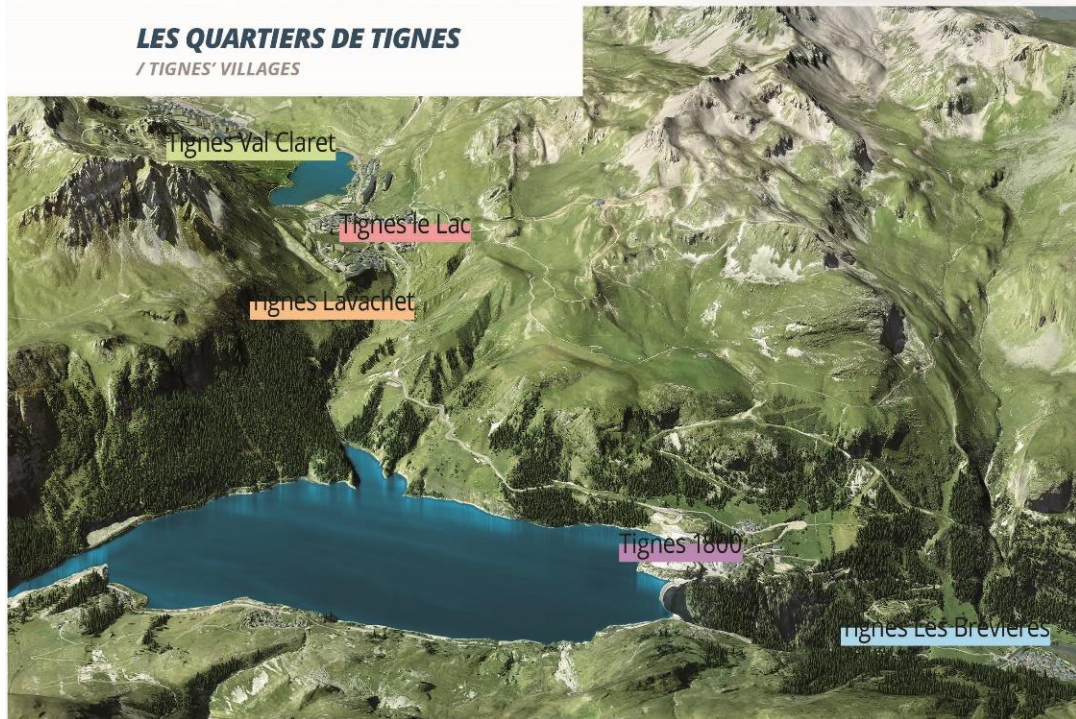 LES QUARTIERS DE TIGNES
/ TIGNES' VILLAGES
Tignes Val Claret
Tignes le Lac
Tignes Lavachet
Tignes 1800
Tignes Les Brévières